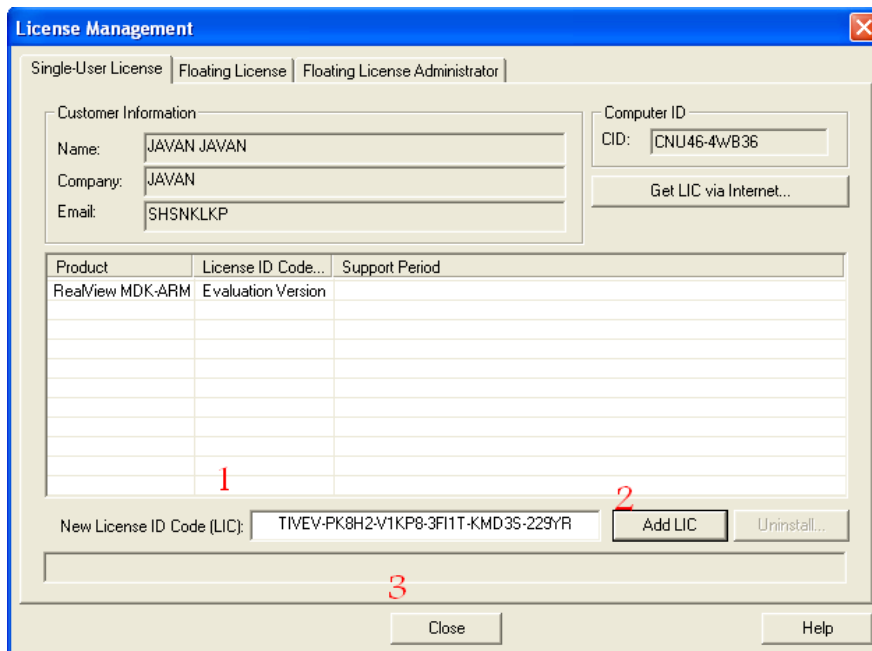 License Management
Single-User License
Floating License
Floating License Administrator
Customer Information
Name: JAVAN JAVAN
Company: JAVAN
Email: SHSNKLKP
Computer ID
CID: CNU46-4WB36
Get LIC via Internet...
Product License ID Code... Support Period
RealView MDK-ARM Evaluation Version
1
2
New License ID Code (LIC): TIVEV-PK8H2-V1KP8-3FI1T-KMD3S-229YR Add LIC Uninstall...
3
Close Help